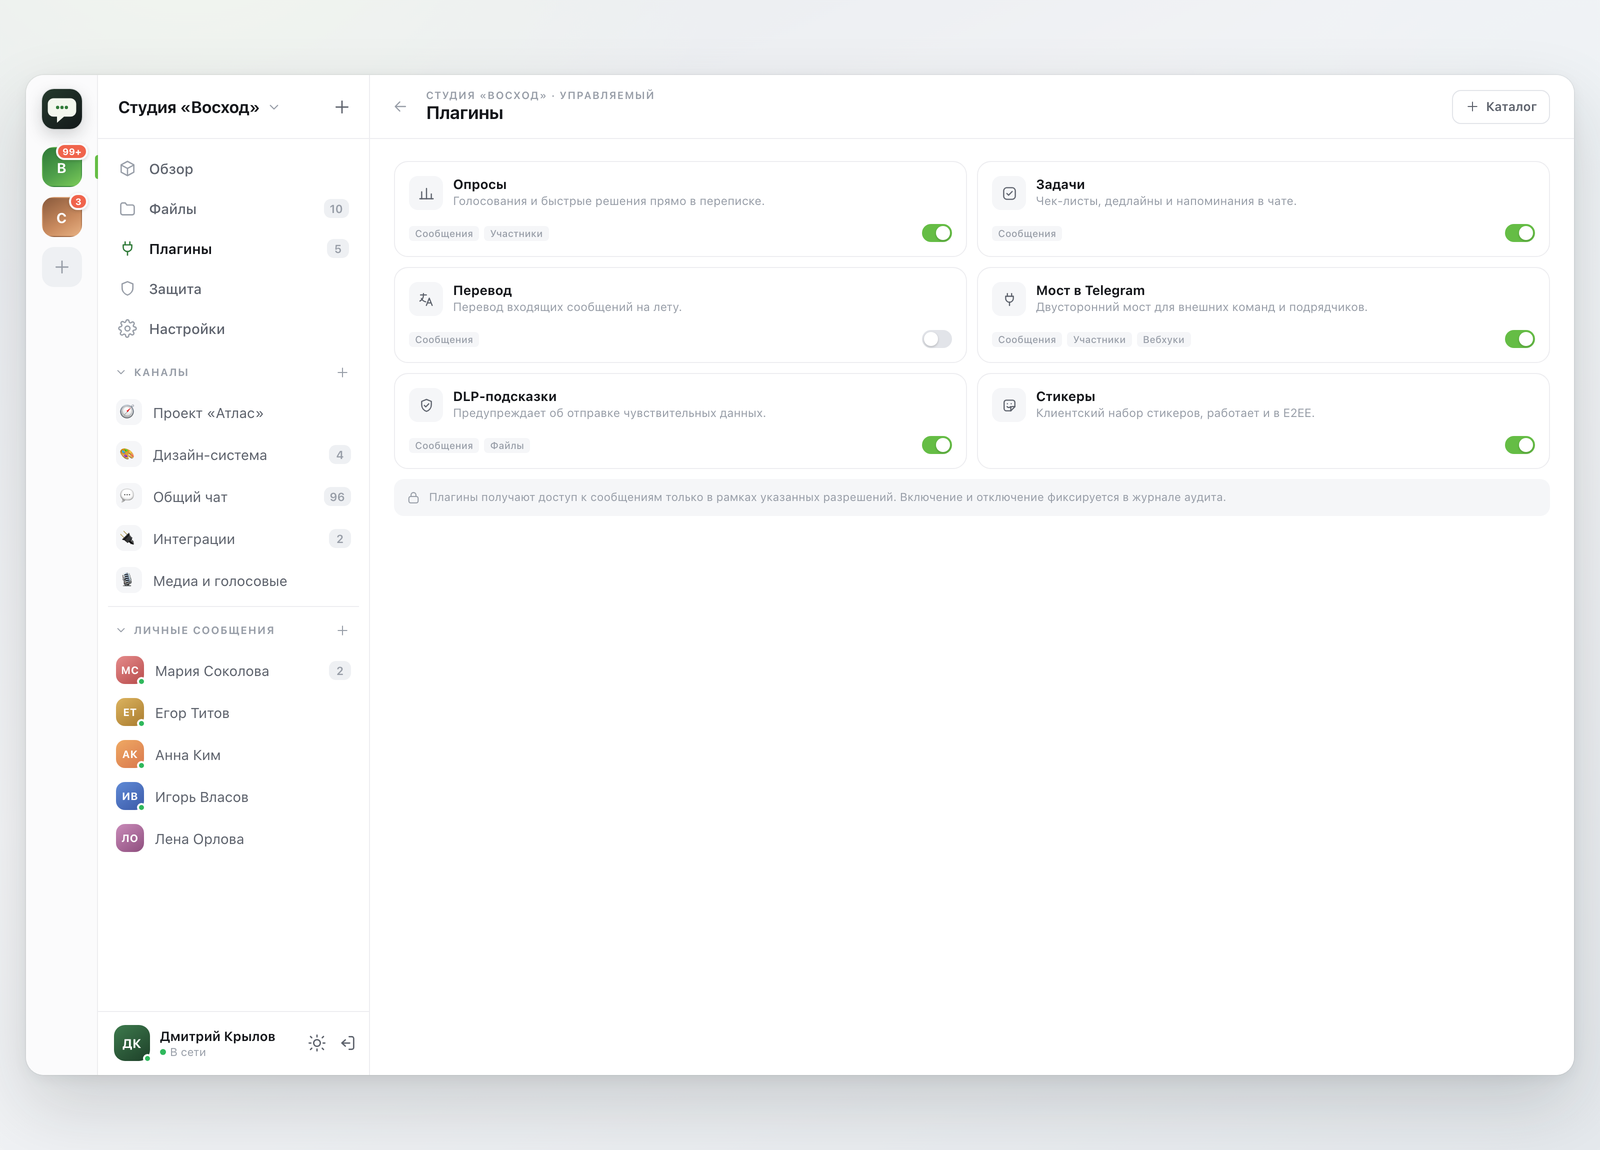 99+
В
3
С
Студия «Восход»
Обзор
Файлы 10
Плагины 5
Защита
Настройки
КАНАЛЫ
Проект «Атлас»
Дизайн-система 4
Общий чат 96
Интеграции 2
Медиа и голосовые
ЛИЧНЫЕ СООБЩЕНИЯ
МС Мария Соколова 2
ЕТ Егор Титов
АК Анна Ким
ИВ Игорь Власов
ЛО Лена Орлова
ДК Дмитрий Крылов
В сети
СТУДИЯ «ВОСХОД» · УПРАВЛЯЕМЫЙ
Плагины
Каталог
Опросы
Голосования и быстрые решения прямо в переписке.
Сообщения Участники
Задачи
Чек-листы, дедлайны и напоминания в чате.
Сообщения
Перевод
Перевод входящих сообщений на лету.
Сообщения
Мост в Telegram
Двусторонний мост для внешних команд и подрядчиков.
Сообщения Участники Вебхуки
DLP-подсказки
Предупреждает об отправке чувствительных данных.
Сообщения Файлы
Стикеры
Клиентский набор стикеров, работает и в E2EE.
Плагины получают доступ к сообщениям только в рамках указанных разрешений. Включение и отключение фиксируется в журнале аудита.